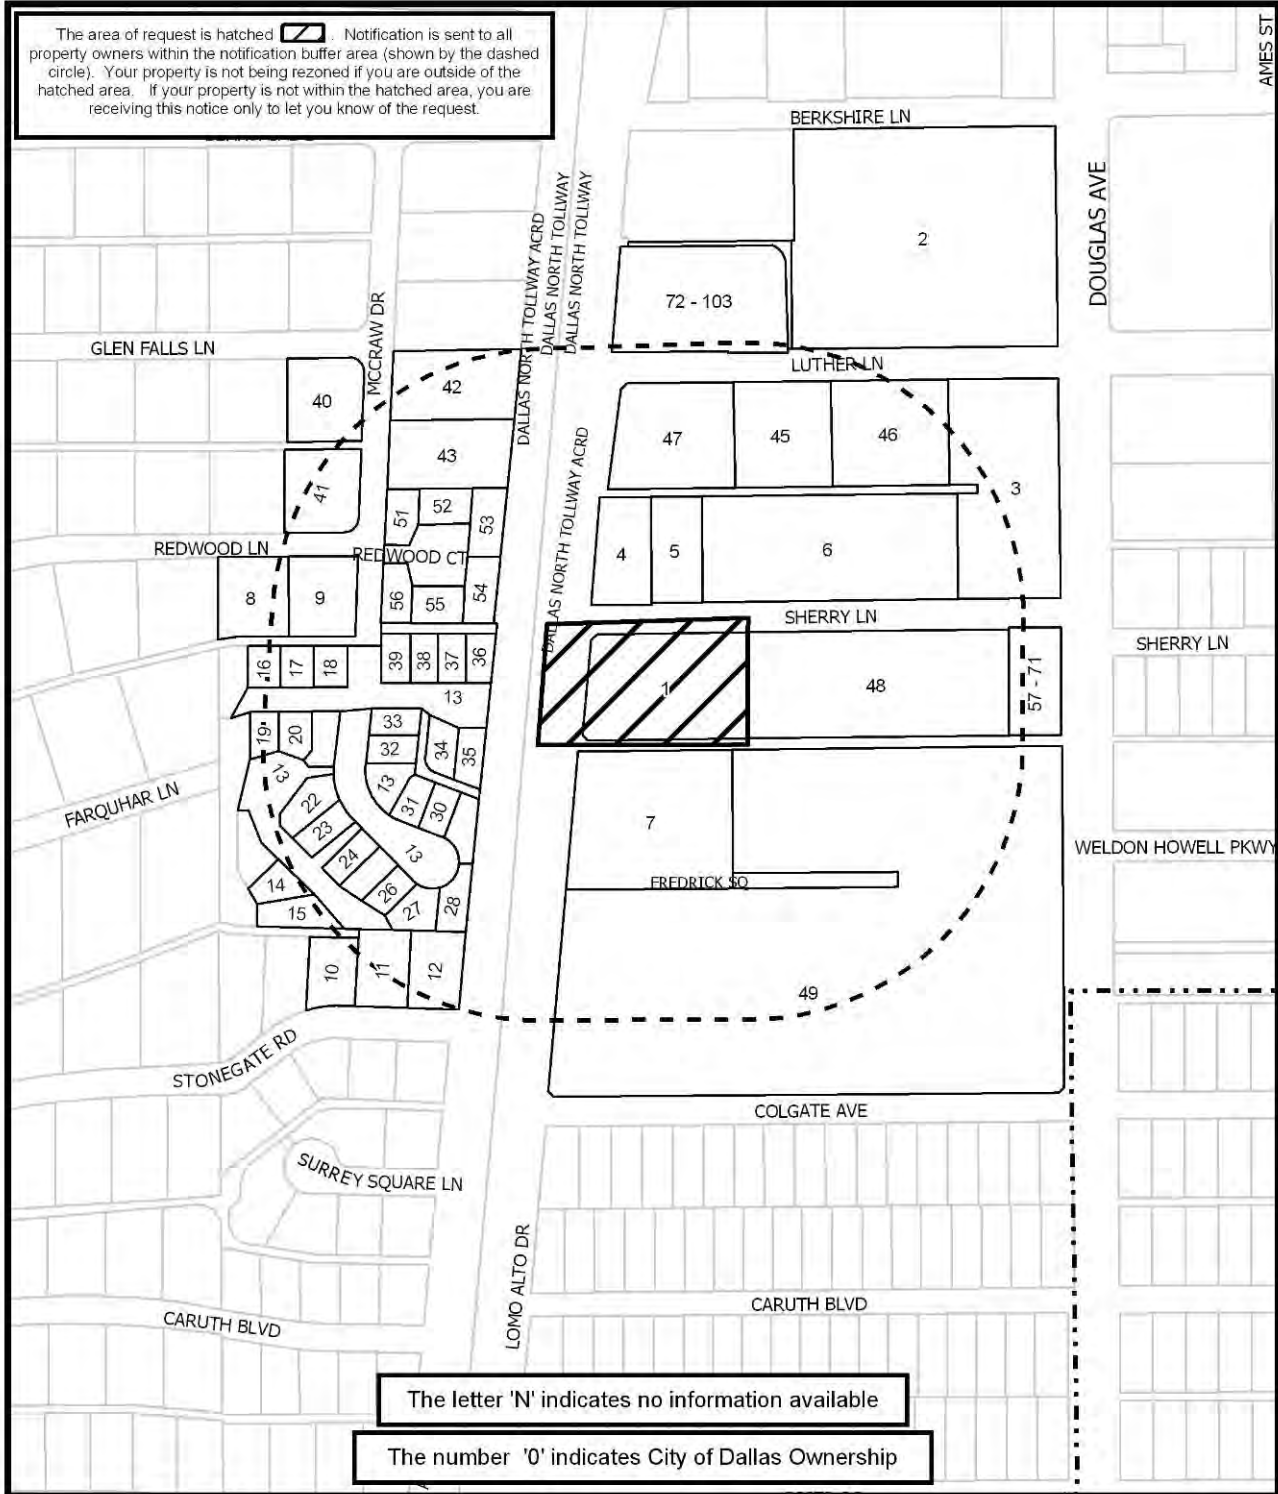 The area of request is hatched . Notification is sent to all
property owners within the notification buffer area (shown by the dashed
circle). Your property is not being rezoned if you are outside of the
hatched area. If your property is not within the hatched area, you are
receiving this notice only to let you know of the request.
AMES ST
BERKSHIRE LN
DOUGLAS AVE
2
DALLAS NORTH TOLLWAY ACRD
DALLAS NORTH TOLLWAY
DALLAS NORTH TOLLWAY
72 - 103
GLEN FALLS LN
MCCRAW DR
LUTHER LN
40
42
47
45
46
43
41
3
51
52
53
DALLAS NORTH TOLLWAY ACRD
REDWOOD LN
REDWOOD CT
4
5
6
8
9
56
55
54
SHERRY LN
SHERRY LN
16
17
18
39
38
37
36
13
1
48
57 - 71
19
20
33
32
34
35
13
13
22
23
31
30
FARQUHAR LN
7
WELDON HOWELL PKWY
24
13
26
27
28
FREDRICK SQ
14
15
10
11
12
49
STONEGATE RD
COLGATE AVE
SURREY SQUARE LN
LOMO ALTO DR
CARUTH BLVD
CARUTH BLVD
The letter 'N' indicates no information available
The number '0' indicates City of Dallas Ownership